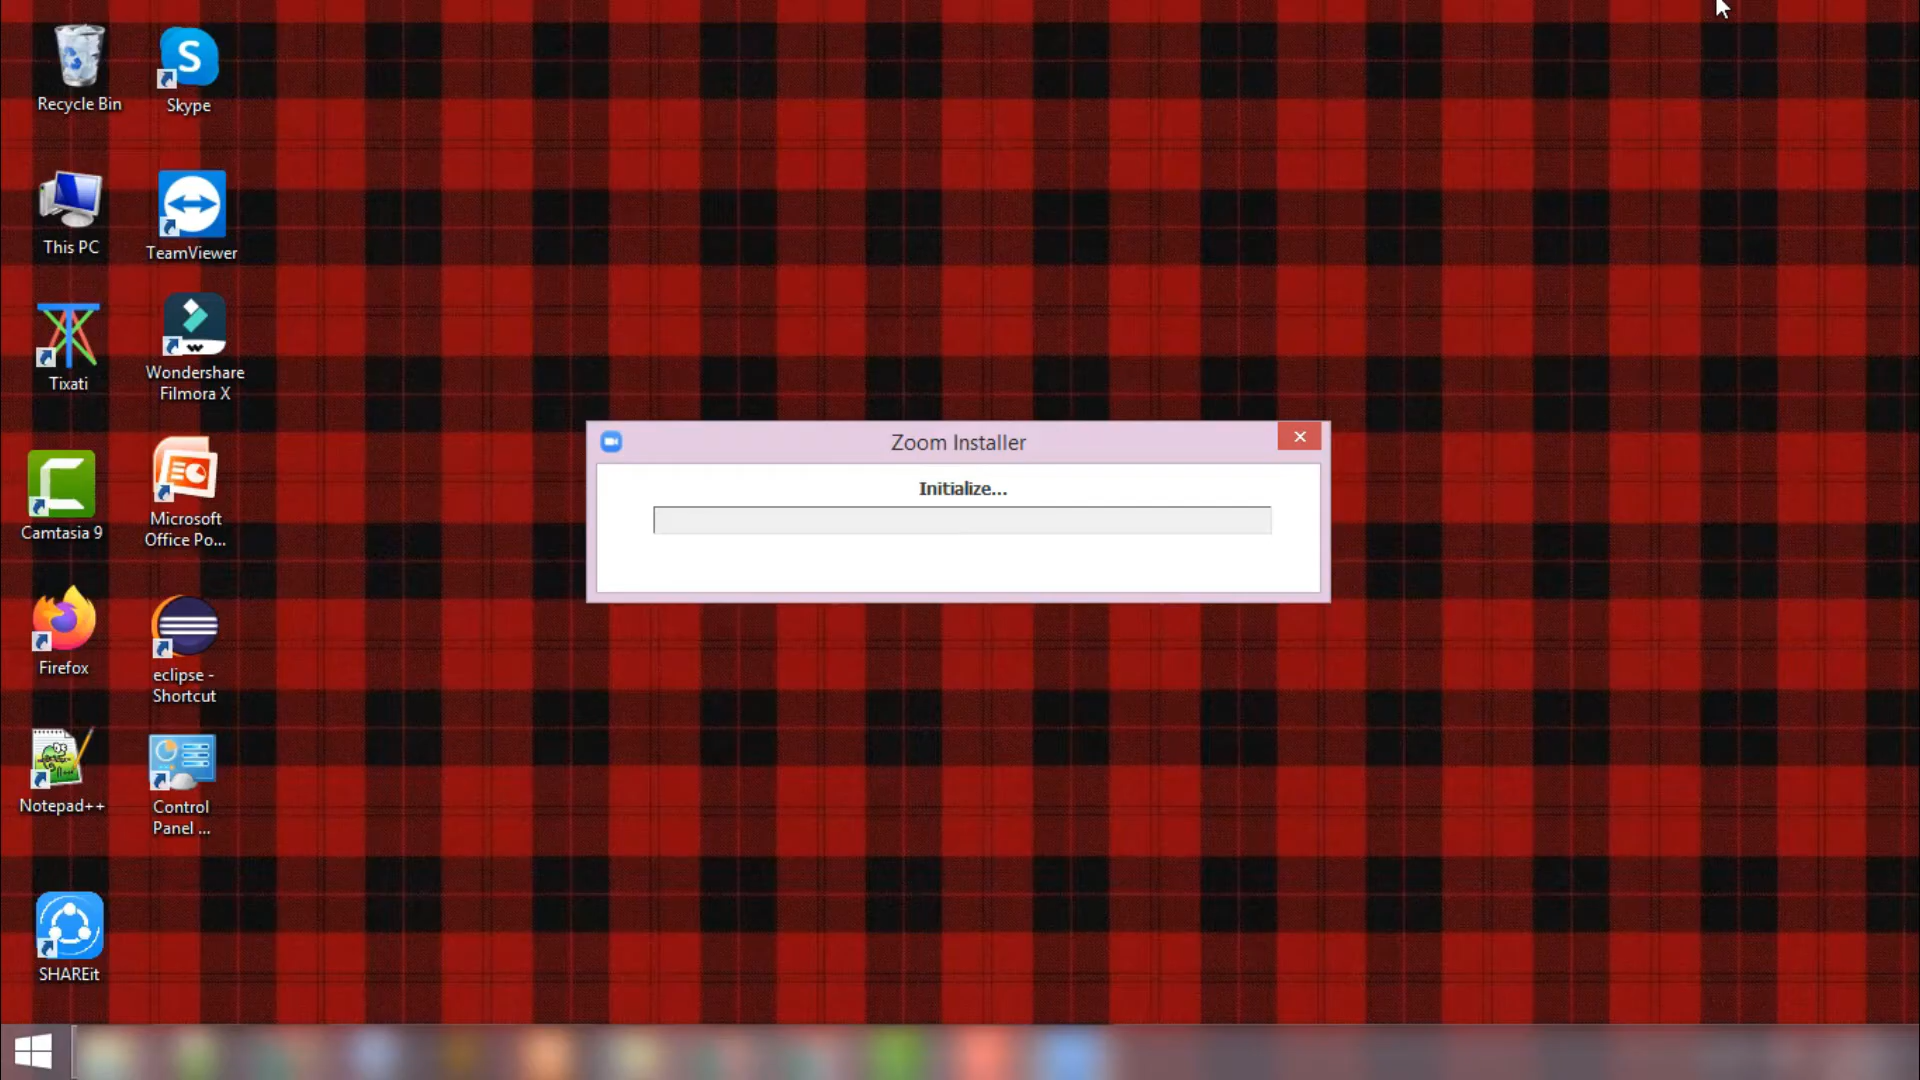 Recycle Bin
Skype
This PC
TeamViewer
Tixati
Wondershare
Filmora X
Camtasia 9
Microsoft
Office Po...
Firefox
eclipse -
Shortcut
Notepad++
Control
Panel ...
SHAREit
Zoom Installer
Initialize...